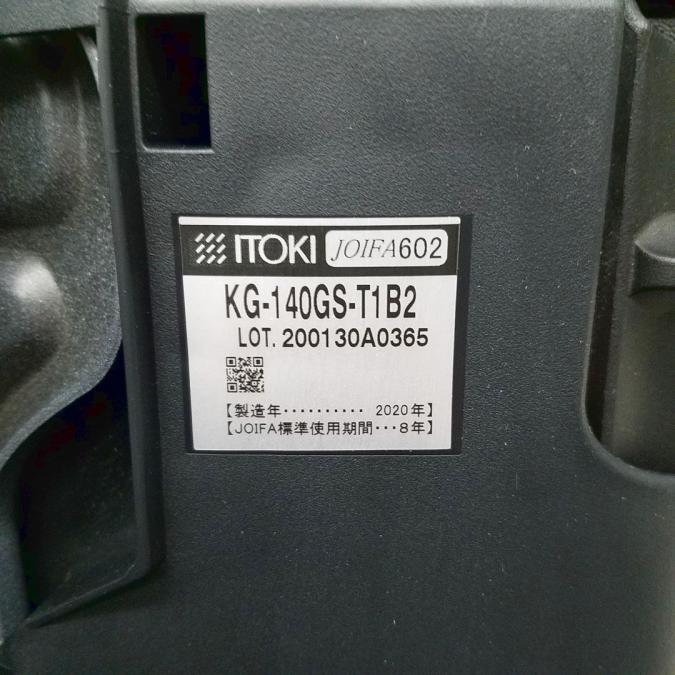 ITOKI JOIFA602
KG-140GS-T1B2
LOT. 200130A0365
【製造年‥‥‥‥‥ 2020年】
【JOIFA標準使用期間‥･8年】